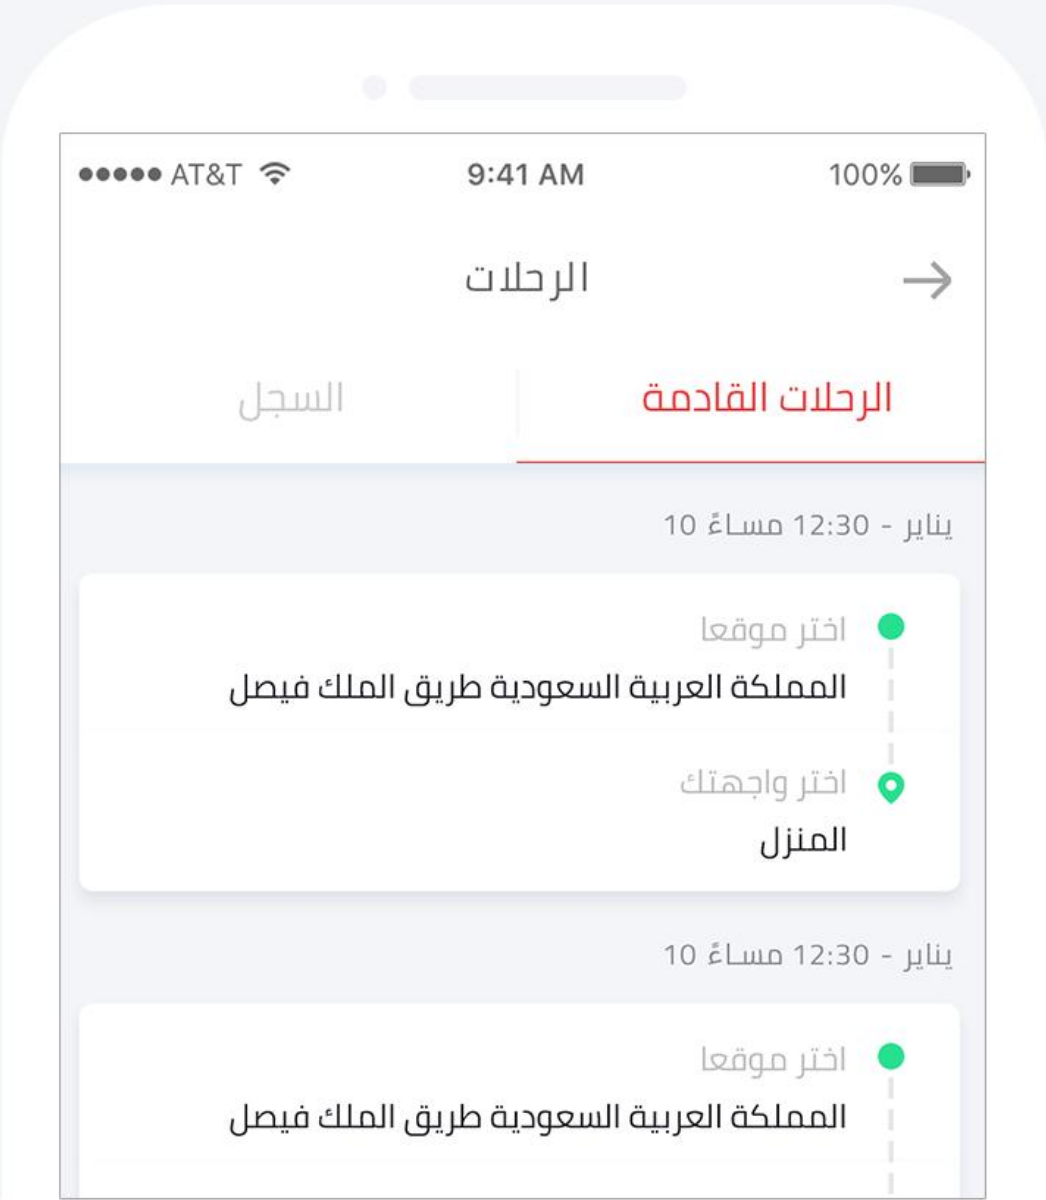 AT&T 9:41 AM 100%
الرحلات
الرحلات القادمة
السجل
يناير - 12:30 مساءً 10
اختر موقعا
المملكة العربية السعودية طريق الملك فيصل
اختر واجهتك
المنزل
يناير - 12:30 مساءً 10
اختر موقعا
المملكة العربية السعودية طريق الملك فيصل